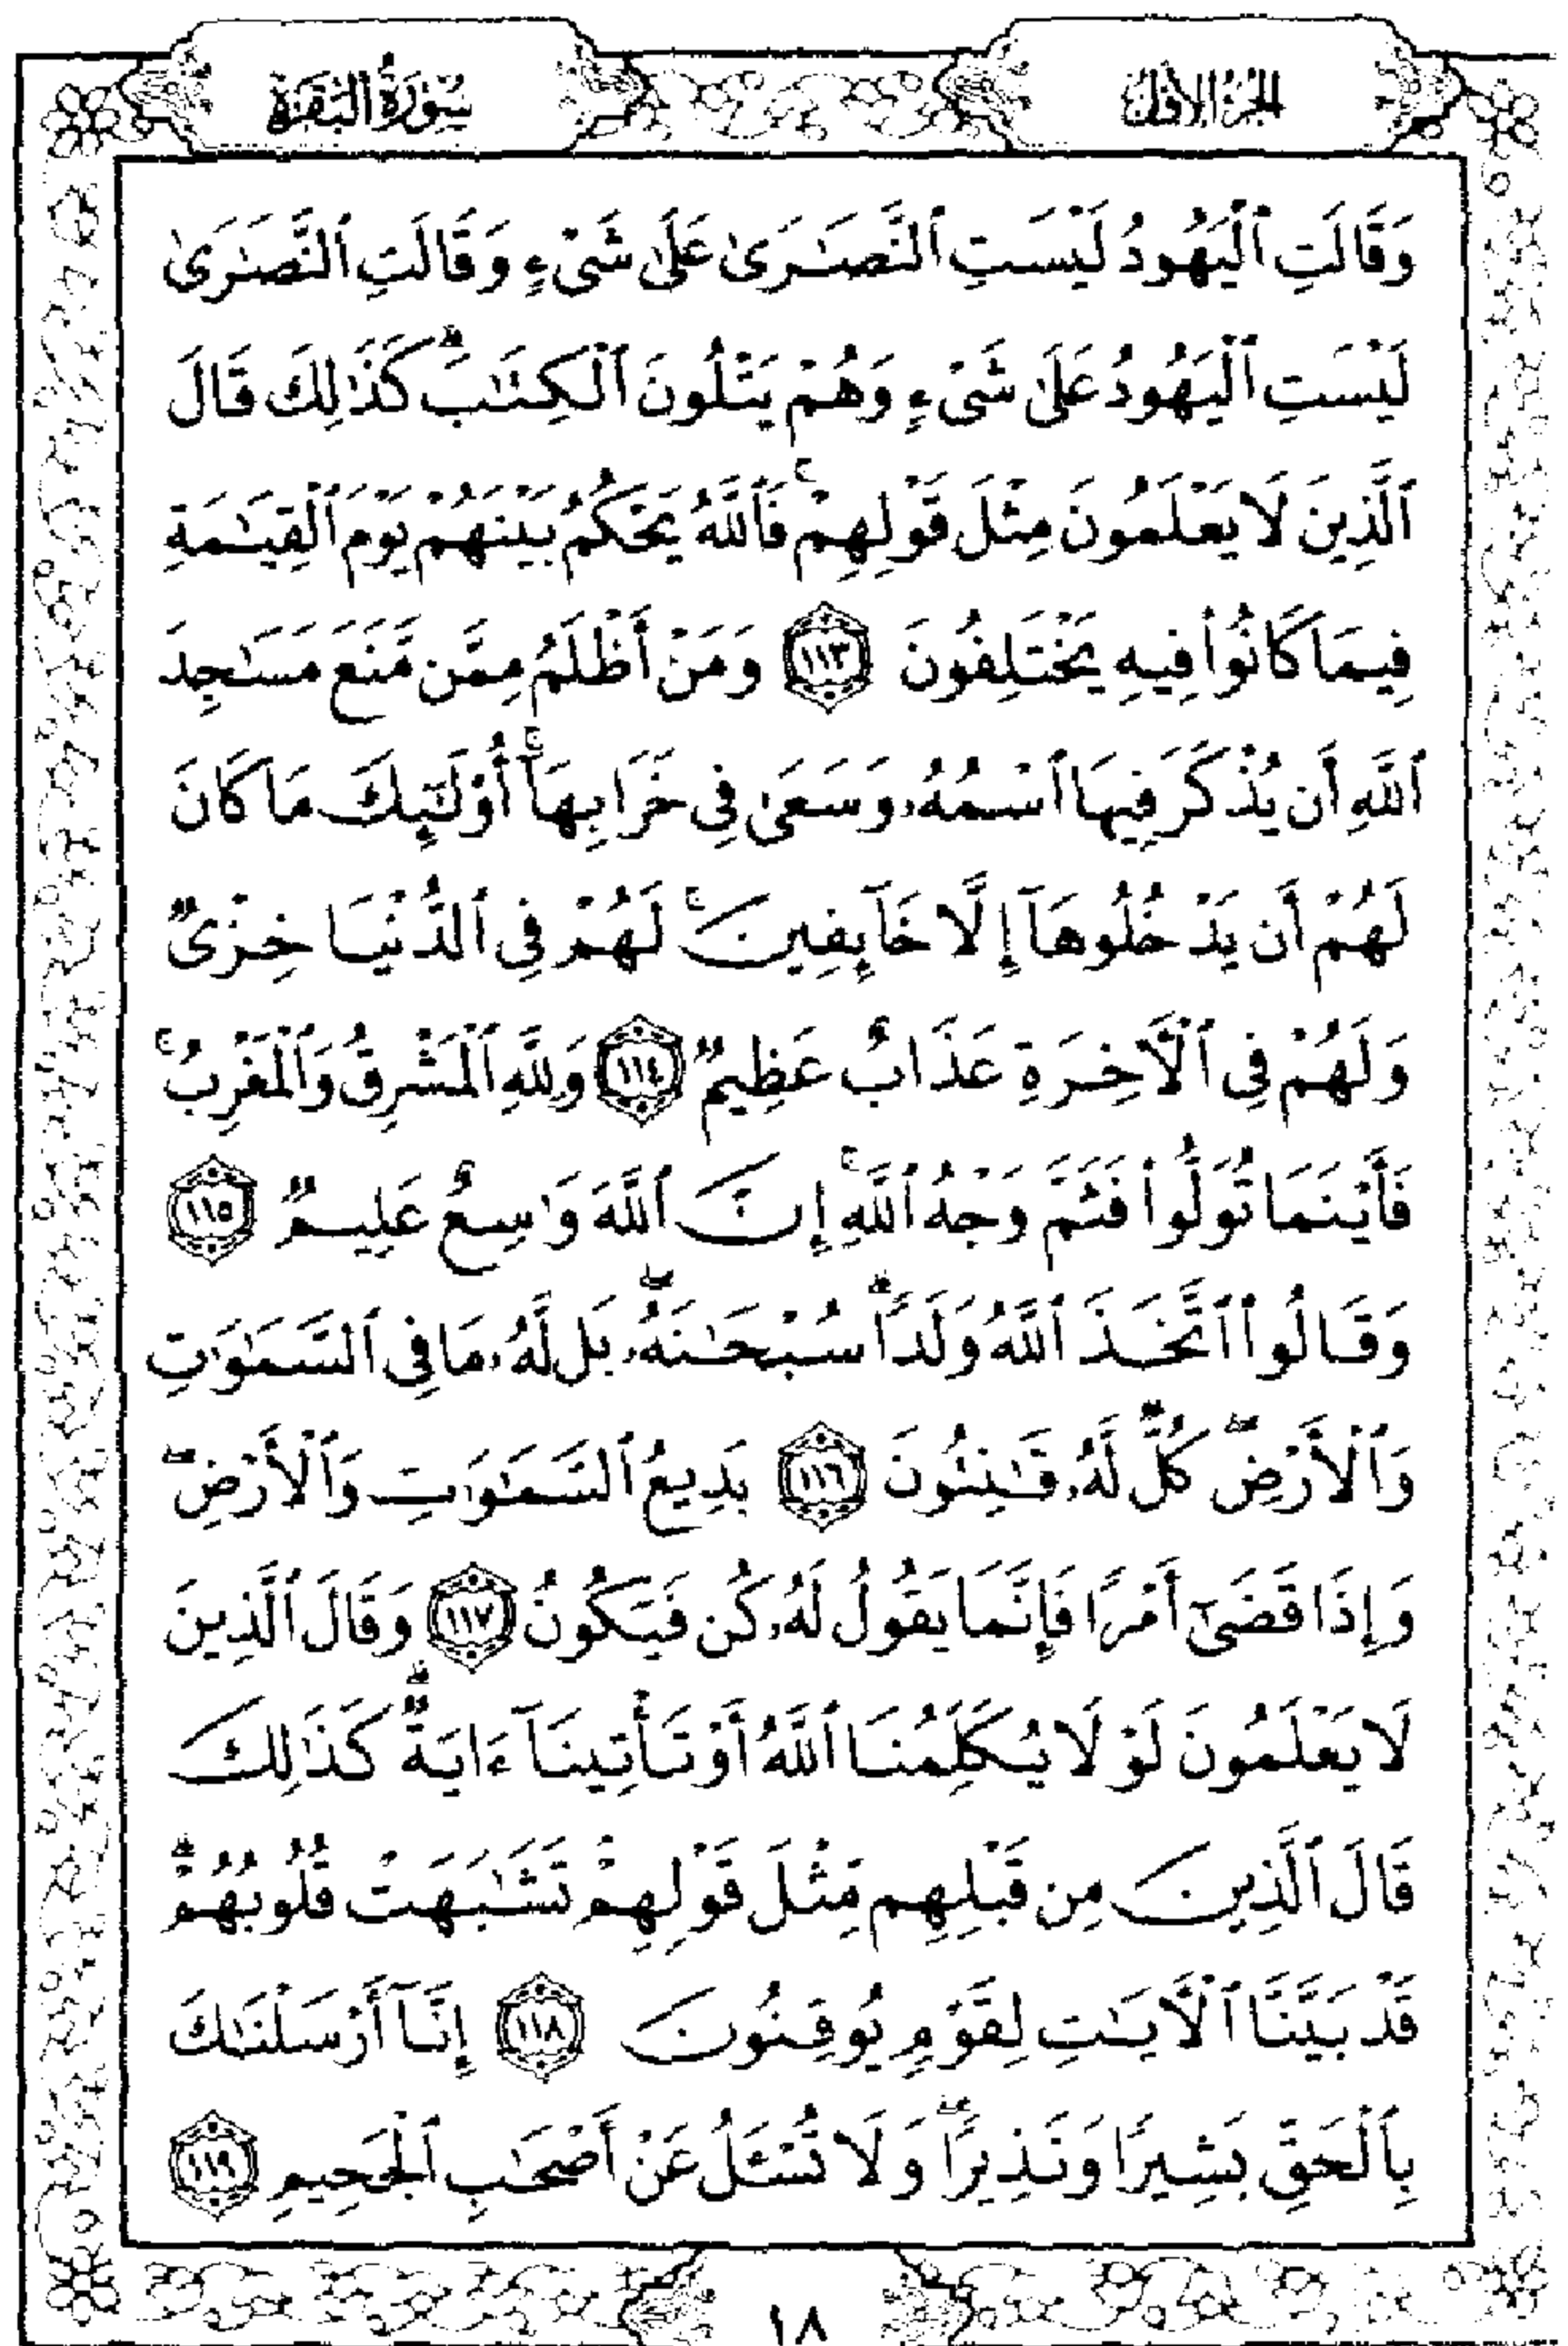 الجزء الأول
سورة البقرة
وَقَالَتِ ٱلْيَهُودُ لَيْسَتِ ٱلنَّصَـٰرَىٰ عَلَىٰ شَىْءٍ وَقَالَتِ ٱلنَّصَـٰرَىٰ
لَيْسَتِ ٱلْيَهُودُ عَلَىٰ شَىْءٍ وَهُمْ يَتْلُونَ ٱلْكِتَـٰبَ ۗ كَذَٰلِكَ قَالَ
ٱلَّذِينَ لَا يَعْلَمُونَ مِثْلَ قَوْلِهِمْ ۚ فَٱللَّهُ يَحْكُمُ بَيْنَهُمْ يَوْمَ ٱلْقِيَـٰمَةِ
فِيمَا كَانُوا۟ فِيهِ يَخْتَلِفُونَ ١١٣ وَمَنْ أَظْلَمُ مِمَّن مَّنَعَ مَسَـٰجِدَ
ٱللَّهِ أَن يُذْكَرَ فِيهَا ٱسْمُهُۥ وَسَعَىٰ فِى خَرَابِهَآ ۚ أُو۟لَـٰٓئِكَ مَا كَانَ
لَهُمْ أَن يَدْخُلُوهَآ إِلَّا خَآئِفِينَ ۚ لَهُمْ فِى ٱلدُّنْيَا خِزْىٌ
وَلَهُمْ فِى ٱلْـَٔاخِرَةِ عَذَابٌ عَظِيمٌ ١١٤ وَلِلَّهِ ٱلْمَشْرِقُ وَٱلْمَغْرِبُ ۚ
فَأَيْنَمَا تُوَلُّوا۟ فَثَمَّ وَجْهُ ٱللَّهِ ۚ إِنَّ ٱللَّهَ وَٰسِعٌ عَلِيمٌ ١١٥
وَقَالُوا۟ ٱتَّخَذَ ٱللَّهُ وَلَدًا ۗ سُبْحَـٰنَهُۥ ۖ بَل لَّهُۥ مَا فِى ٱلسَّمَـٰوَٰتِ
وَٱلْأَرْضِ ۖ كُلٌّ لَّهُۥ قَـٰنِتُونَ ١١٦ بَدِيعُ ٱلسَّمَـٰوَٰتِ وَٱلْأَرْضِ ۖ
وَإِذَا قَضَىٰٓ أَمْرًا فَإِنَّمَا يَقُولُ لَهُۥ كُن فَيَكُونُ ١١٧ وَقَالَ ٱلَّذِينَ
لَا يَعْلَمُونَ لَوْلَا يُكَلِّمُنَا ٱللَّهُ أَوْ تَأْتِينَآ ءَايَةٌ ۗ كَذَٰلِكَ
قَالَ ٱلَّذِينَ مِن قَبْلِهِم مِّثْلَ قَوْلِهِمْ ۘ تَشَـٰبَهَتْ قُلُوبُهُمْ ۗ
قَدْ بَيَّنَّا ٱلْـَٔايَـٰتِ لِقَوْمٍ يُوقِنُونَ ١١٨ إِنَّآ أَرْسَلْنَـٰكَ
بِٱلْحَقِّ بَشِيرًا وَنَذِيرًا ۖ وَلَا تُسْـَٔلُ عَنْ أَصْحَـٰبِ ٱلْجَحِيمِ ١١٩
١٨